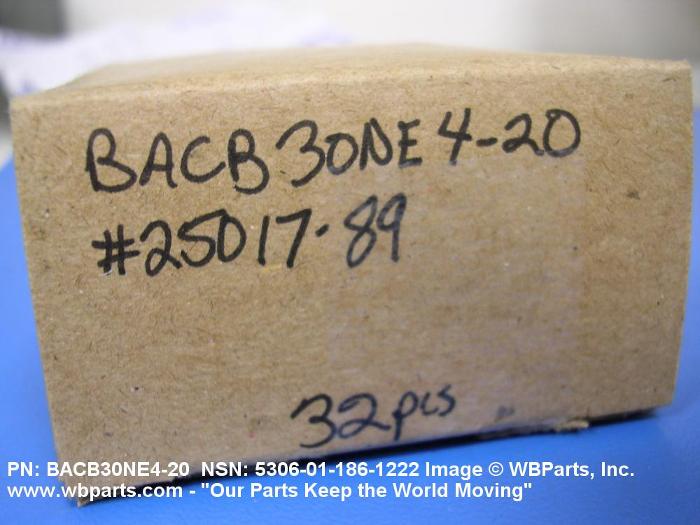 BACB30NE4-20
#25017-89
32pcs
PN: BACB30NE4-20 NSN: 5306-01-186-1222 Image © WBParts, Inc.
www.wbparts.com - "Our Parts Keep the World Moving"